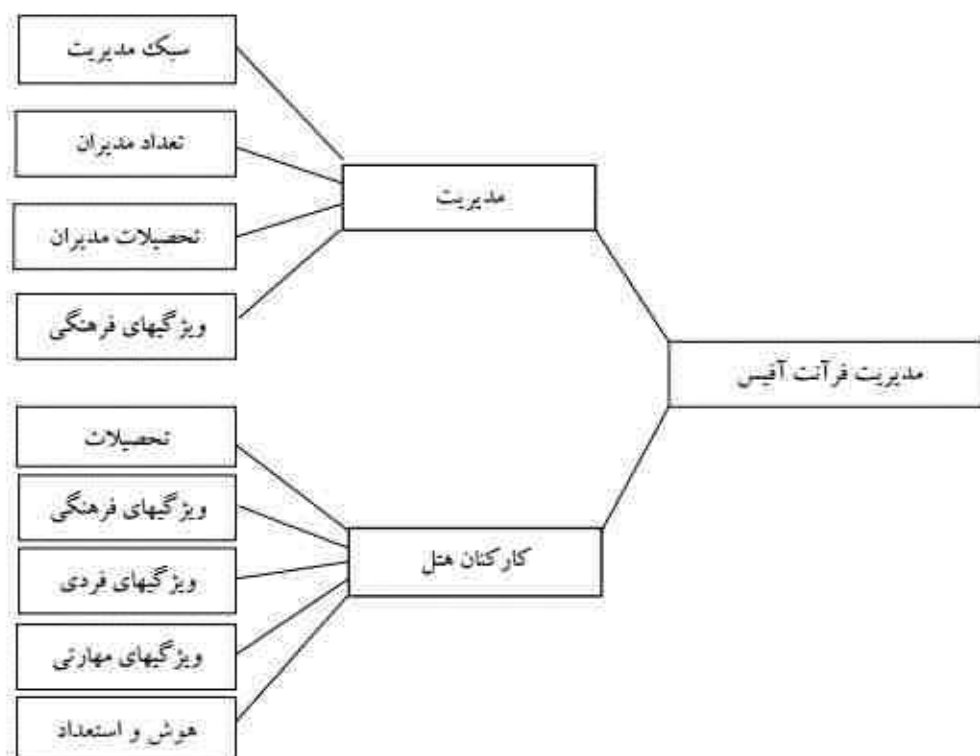 مدیریت فرآنت آفیس
مدیریت
سبک مدیریت
تعداد مدیران
تحصیلات مدیران
ویژگیهای فرهنگی
کارکنان هتل
تحصیلات
ویژگیهای فرهنگی
ویژگیهای فردی
ویژگیهای مهارتی
هوش و استعداد